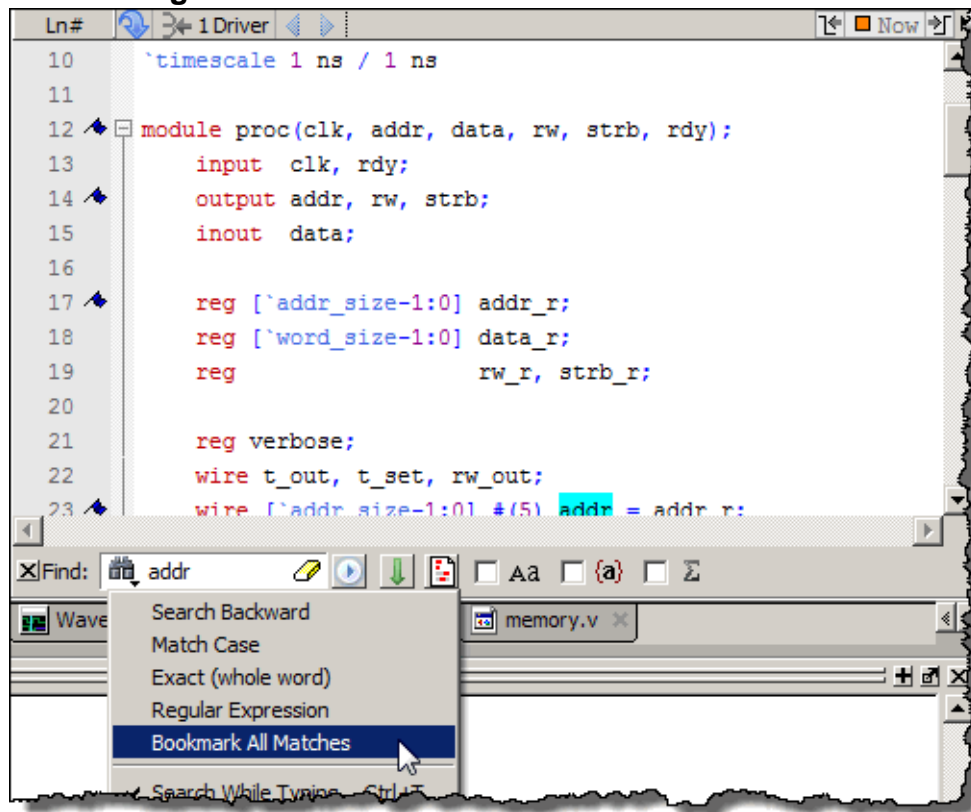 Ln# 1 Driver Now
10 `timescale 1 ns / 1 ns
11
12 module proc(clk, addr, data, rw, strb, rdy);
13 input clk, rdy;
14 output addr, rw, strb;
15 inout data;
16
17 reg [`addr_size-1:0] addr_r;
18 reg [`word_size-1:0] data_r;
19 reg rw_r, strb_r;
20
21 reg verbose;
22 wire t_out, t_set, rw_out;
23 wire [`addr_size-1:0] #(5) addr = addr_r;
Find: addr Aa {a} Σ
Wave memory.v
Search Backward
Match Case
Exact (whole word)
Regular Expression
Bookmark All Matches
Search While Typing Ctrl+T